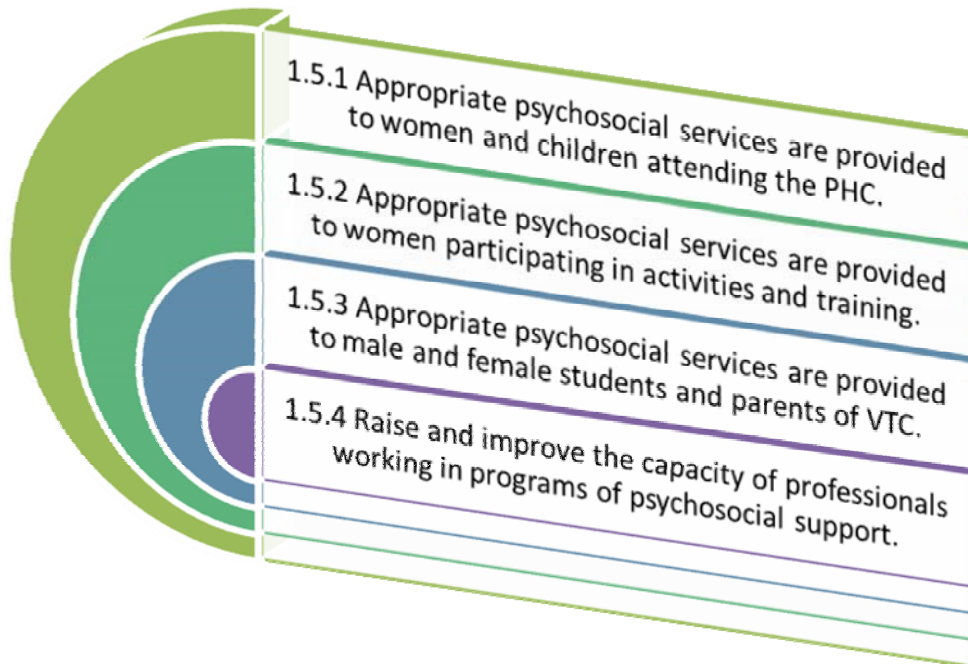 1.5.1 Appropriate psychosocial services are provided
to women and children attending the PHC.
1.5.2 Appropriate psychosocial services are provided
to women participating in activities and training.
1.5.3 Appropriate psychosocial services are provided
to male and female students and parents of VTC.
1.5.4 Raise and improve the capacity of professionals
working in programs of psychosocial support.